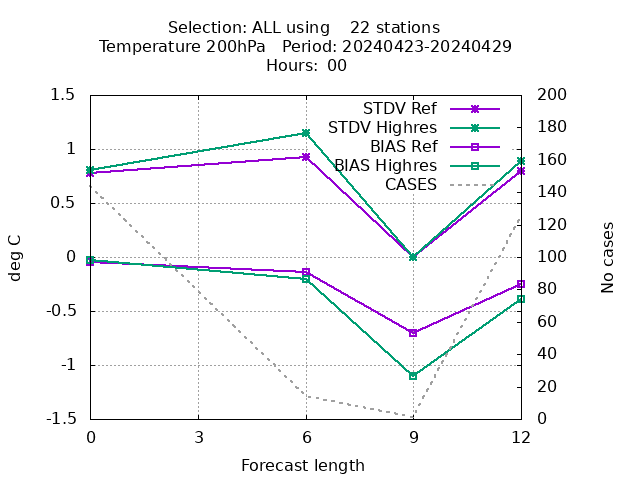 Selection: ALL using    22 stations
Temperature 200hPa   Period: 20240423-20240429
Hours: 00
1.5
1
0.5
0
-0.5
-1
-1.5
deg C
STDV Ref
STDV Highres
BIAS Ref
BIAS Highres
CASES
200
180
160
140
120
100
80
60
40
20
0
No cases
0
3
6
9
12
Forecast length